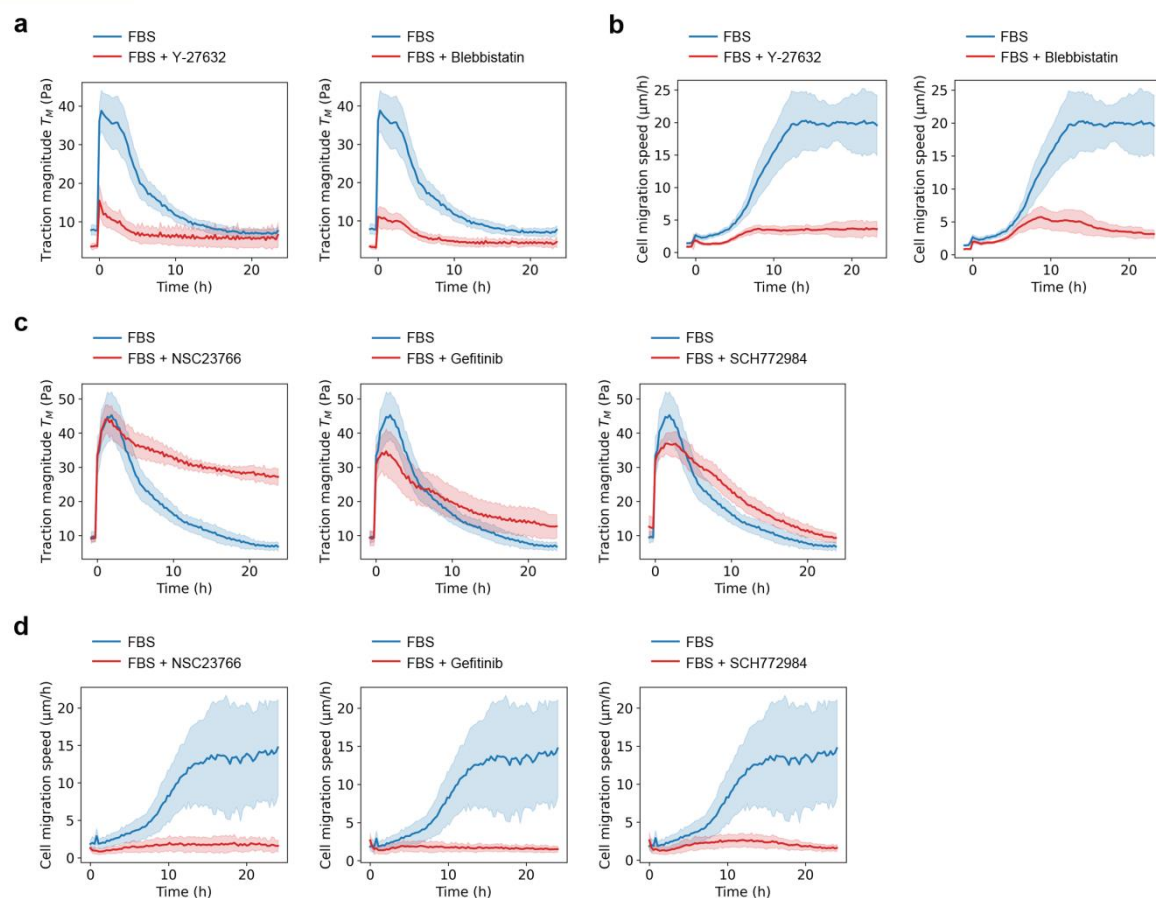 a
FBS
FBS + Y-27632
Traction magnitude T_M (Pa)
40
30
20
10
0
10
20
Time (h)
FBS
FBS + Blebbistatin
Traction magnitude T_M (Pa)
40
30
20
10
0
10
20
Time (h)
b
FBS
FBS + Y-27632
Cell migration speed (μm/h)
25
20
15
10
5
0
0
10
20
Time (h)
FBS
FBS + Blebbistatin
Cell migration speed (μm/h)
25
20
15
10
5
0
0
10
20
Time (h)
c
FBS
FBS + NSC23766
Traction magnitude T_M (Pa)
50
40
30
20
10
0
10
20
Time (h)
FBS
FBS + Gefitinib
Traction magnitude T_M (Pa)
50
40
30
20
10
0
10
20
Time (h)
FBS
FBS + SCH772984
Traction magnitude T_M (Pa)
50
40
30
20
10
0
10
20
Time (h)
d
FBS
FBS + NSC23766
Cell migration speed (μm/h)
20
15
10
5
0
0
10
20
Time (h)
FBS
FBS + Gefitinib
Cell migration speed (μm/h)
20
15
10
5
0
0
10
20
Time (h)
FBS
FBS + SCH772984
Cell migration speed (μm/h)
20
15
10
5
0
0
10
20
Time (h)